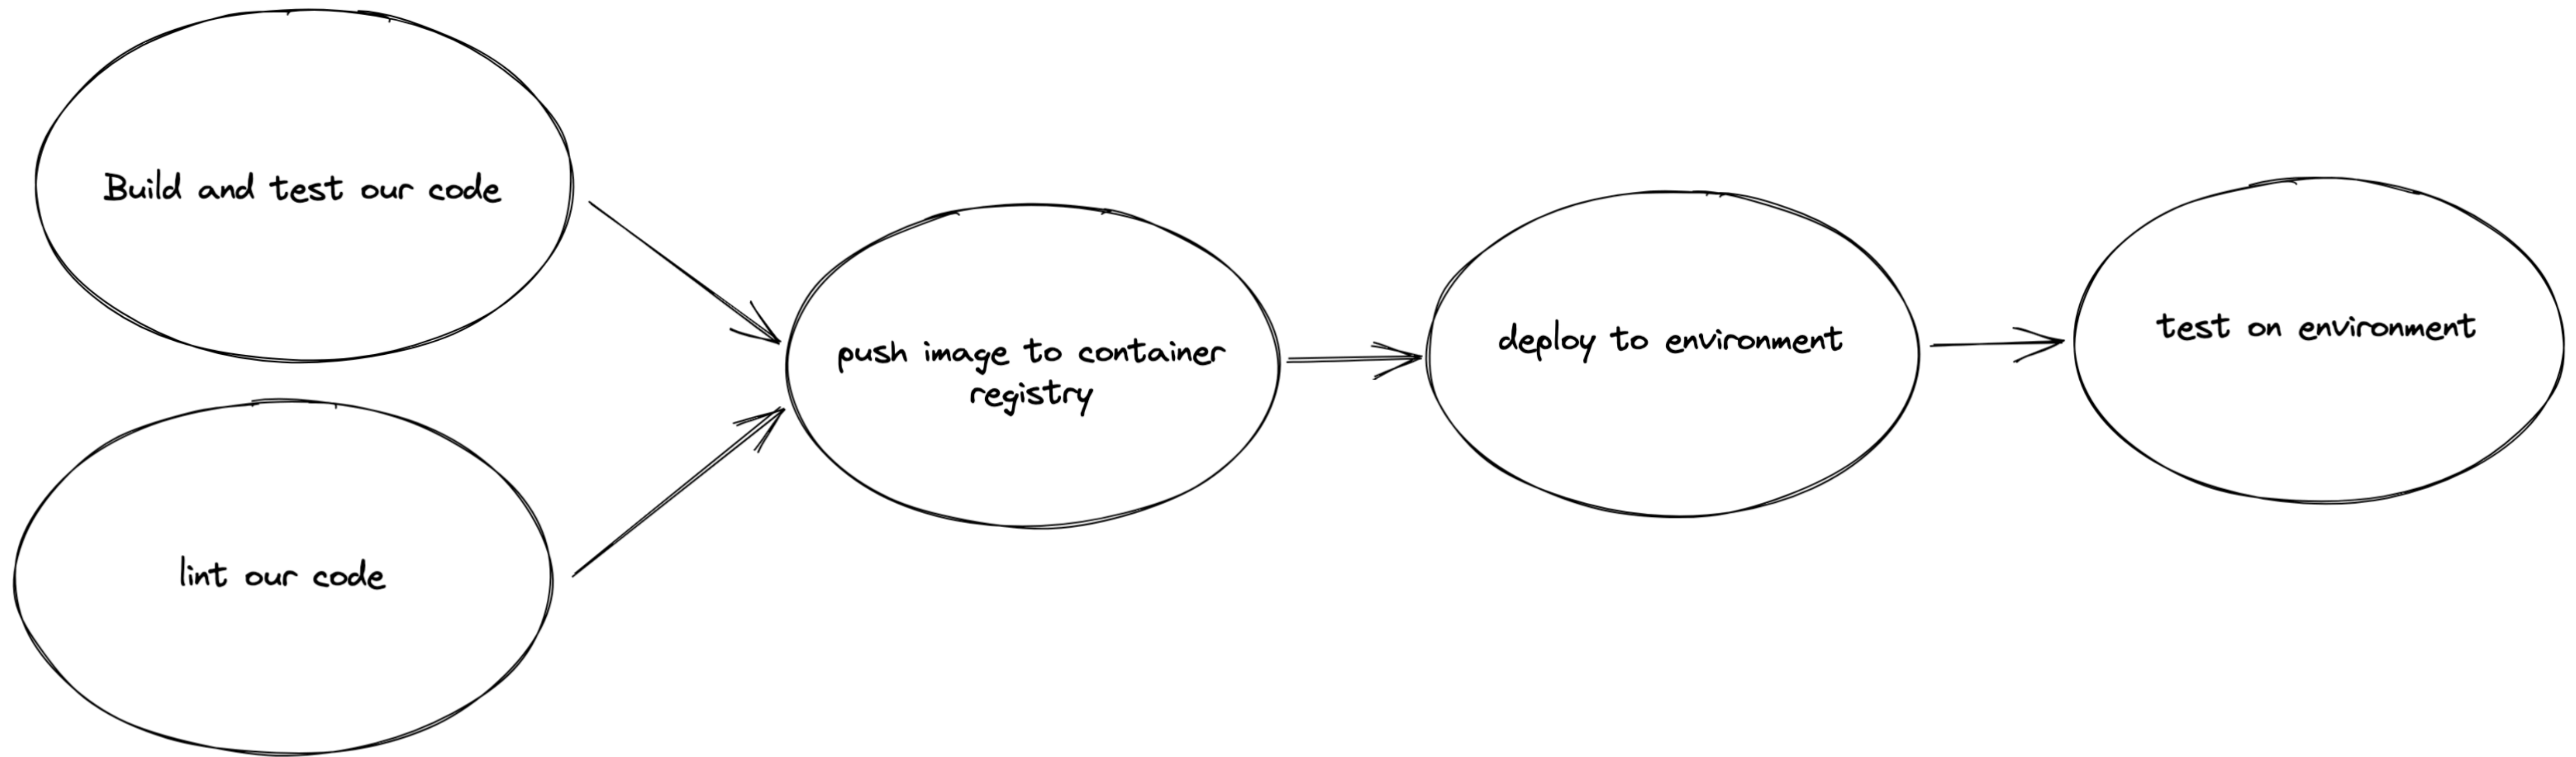 Build and test our code
lint our code
push image to container
registry
deploy to environment
test on environment